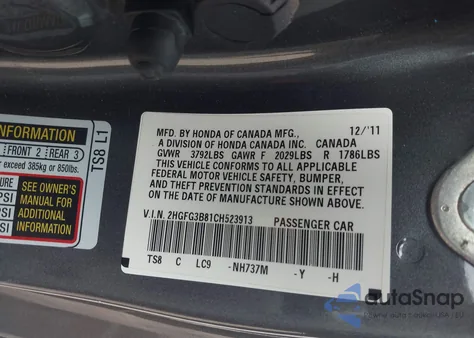 INFORMATION
FRONT 2 REAR 3
exceed 385kg or 850lbs.
TS8 L1
SEE OWNER'S
MANUAL FOR
ADDITIONAL
INFORMATION
PSI
PSI
MFD. BY HONDA OF CANADA MFG., 12/'11
A DIVISION OF HONDA CANADA INC. CANADA
GVWR 3792LBS GAWR F 2029LBS R 1786LBS
THIS VEHICLE CONFORMS TO ALL APPLICABLE
FEDERAL MOTOR VEHICLE SAFETY, BUMPER,
AND THEFT PREVENTION STANDARDS IN EFFECT
ON THE DATE OF MANUFACTURE SHOWN ABOVE.
V.I.N. 2HGFG3B81CH523913 PASSENGER CAR
TS8 C LC9 -NH737M -Y -H
autoSnap